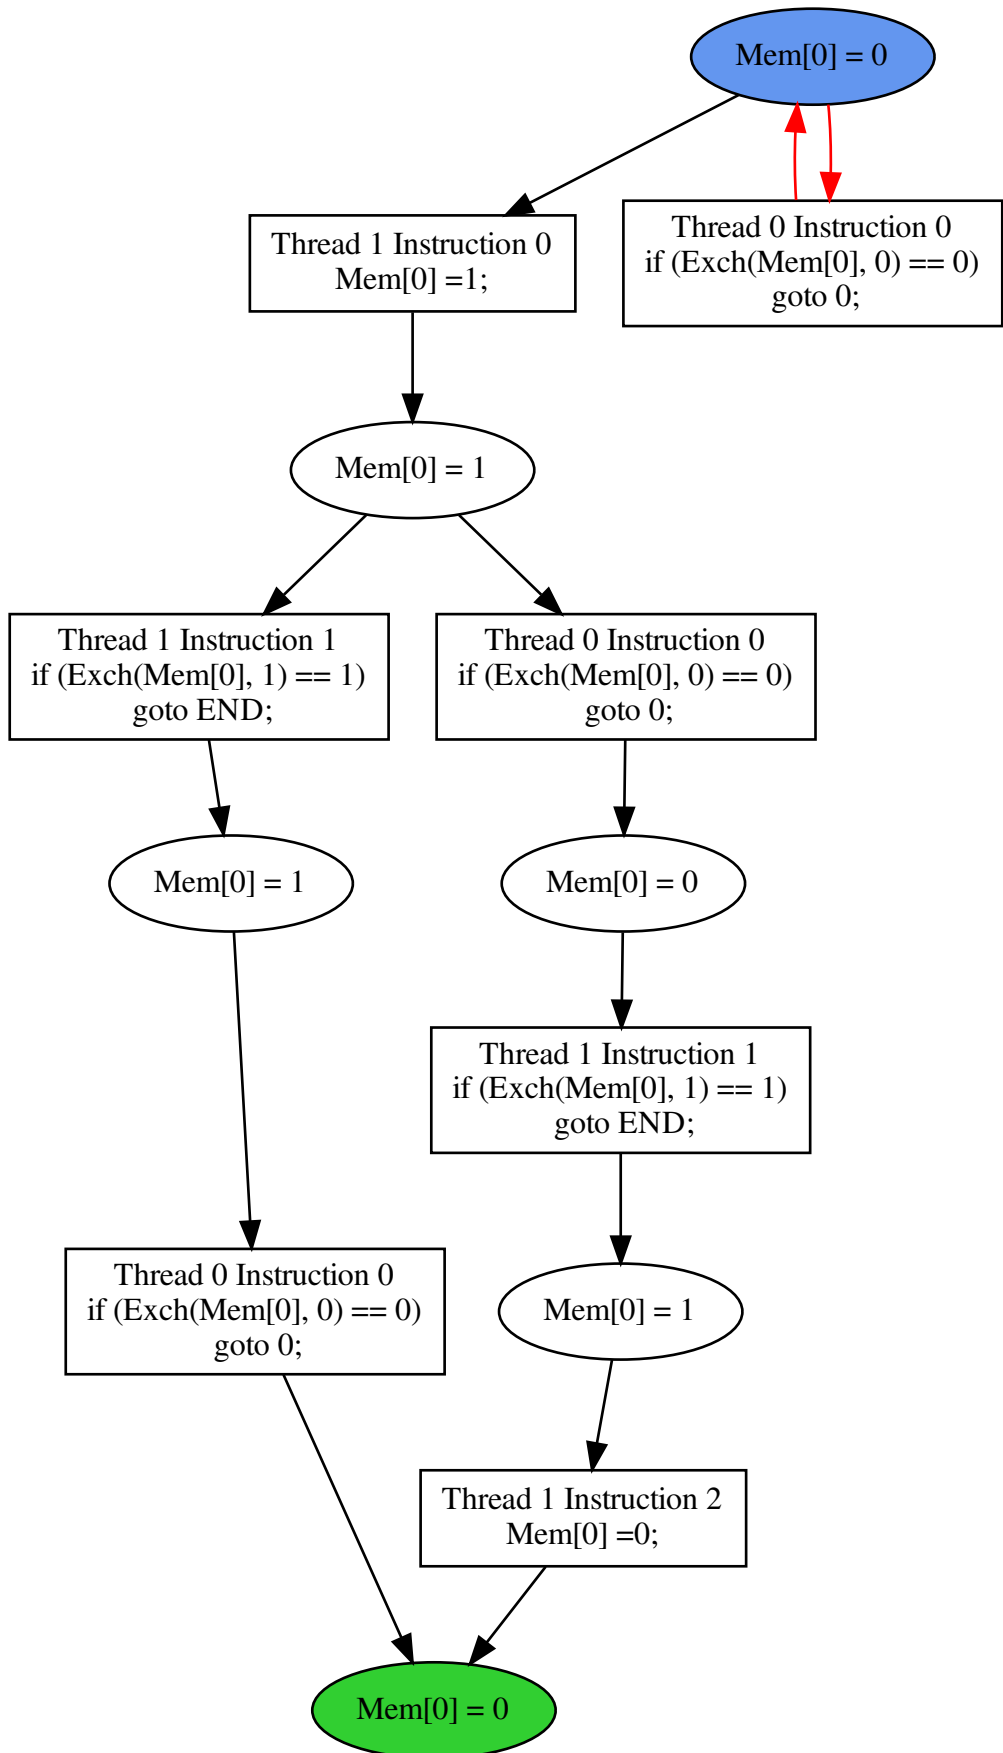 Mem[0] = 0
Thread 1 Instruction 0
Mem[0] =1;
Thread 0 Instruction 0
if (Exch(Mem[0], 0) == 0)
goto 0;
Mem[0] = 1
Thread 1 Instruction 1
if (Exch(Mem[0], 1) == 1)
goto END;
Thread 0 Instruction 0
if (Exch(Mem[0], 0) == 0)
goto 0;
Mem[0] = 1
Mem[0] = 0
Thread 1 Instruction 1
if (Exch(Mem[0], 1) == 1)
goto END;
Thread 0 Instruction 0
if (Exch(Mem[0], 0) == 0)
goto 0;
Mem[0] = 1
Thread 1 Instruction 2
Mem[0] =0;
Mem[0] = 0